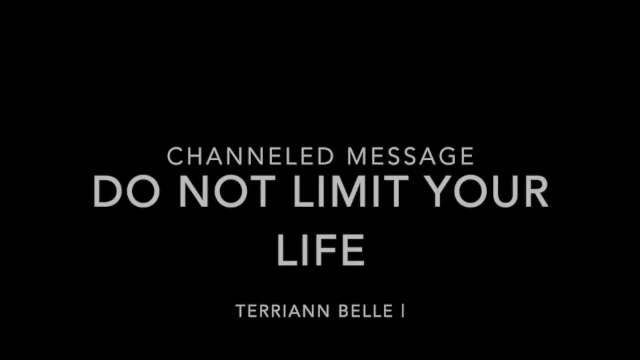 CHANNELED MESSAGE
DO NOT LIMIT YOUR
LIFE
TERRIANN BELLE |